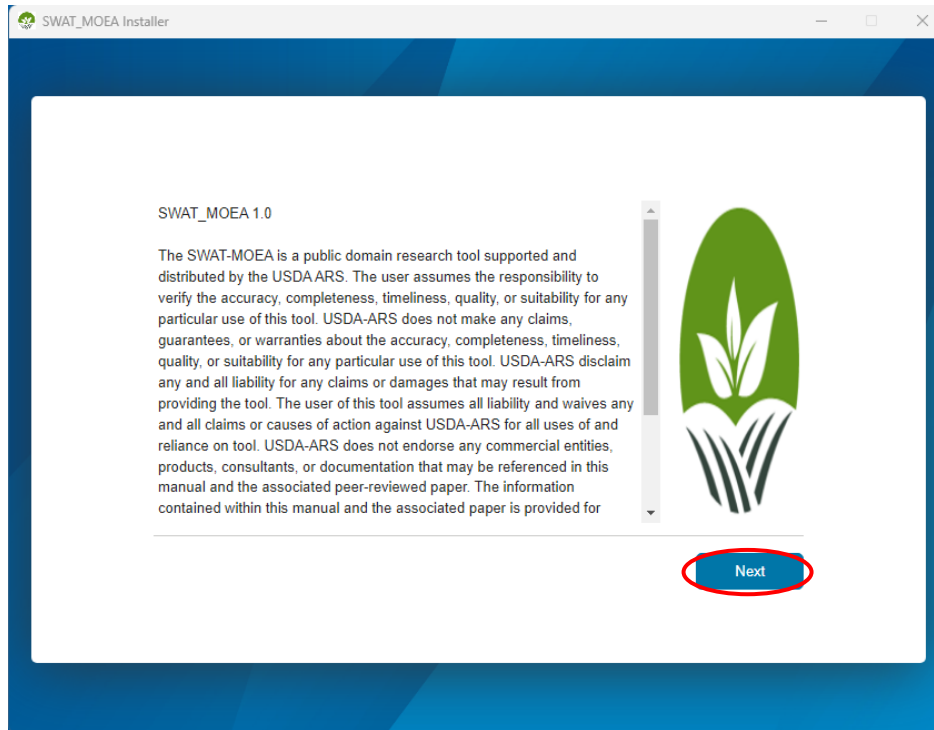 SWAT_MOEA Installer
SWAT_MOEA 1.0
The SWAT-MOEA is a public domain research tool supported and
distributed by the USDA ARS. The user assumes the responsibility to
verify the accuracy, completeness, timeliness, quality, or suitability for any
particular use of this tool. USDA-ARS does not make any claims,
guarantees, or warranties about the accuracy, completeness, timeliness,
quality, or suitability for any particular use of this tool. USDA-ARS disclaim
any and all liability for any claims or damages that may result from
providing the tool. The user of this tool assumes all liability and waives any
and all claims or causes of action against USDA-ARS for all uses of and
reliance on tool. USDA-ARS does not endorse any commercial entities,
products, consultants, or documentation that may be referenced in this
manual and the associated peer-reviewed paper. The information
contained within this manual and the associated paper is provided for
Next